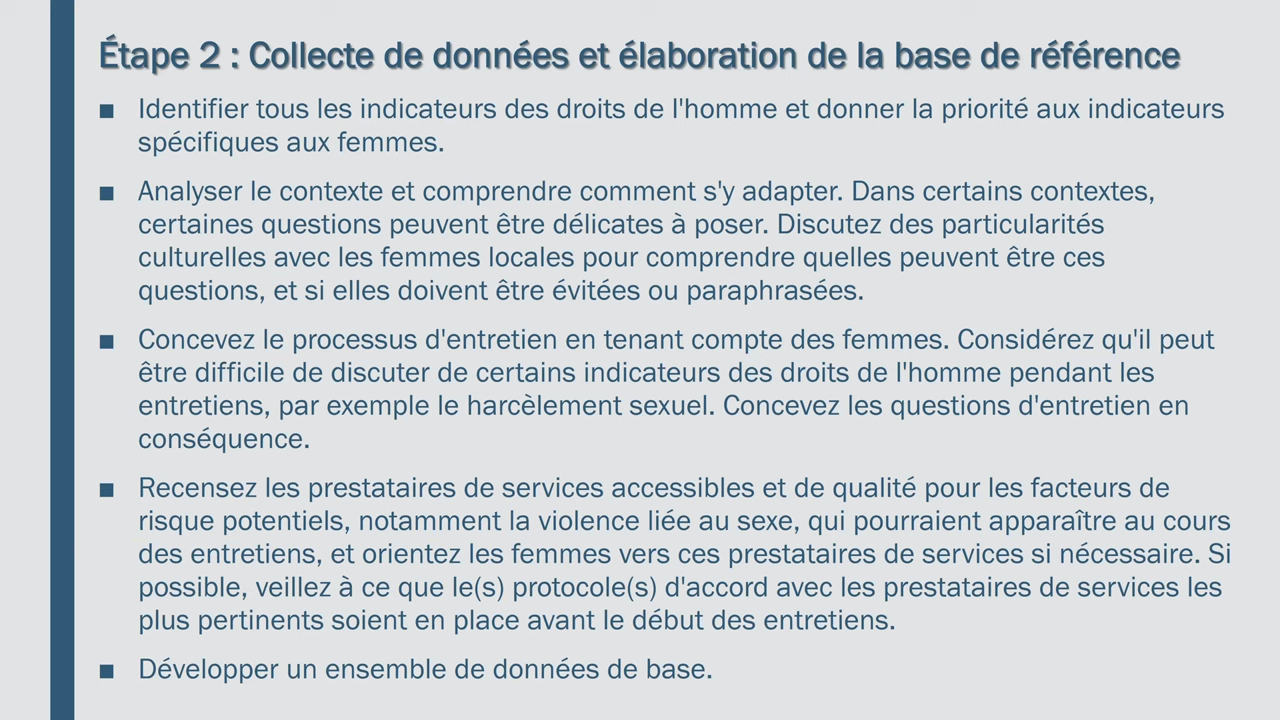 Étape 2 : Collecte de données et élaboration de la base de référence
■ Identifier tous les indicateurs des droits de l'homme et donner la priorité aux indicateurs
spécifiques aux femmes.
■ Analyser le contexte et comprendre comment s'y adapter. Dans certains contextes,
certaines questions peuvent être délicates à poser. Discutez des particularités
culturelles avec les femmes locales pour comprendre quelles peuvent être ces
questions, et si elles doivent être évitées ou paraphrasées.
■ Concevez le processus d'entretien en tenant compte des femmes. Considérez qu'il peut
être difficile de discuter de certains indicateurs des droits de l'homme pendant les
entretiens, par exemple le harcèlement sexuel. Concevez les questions d'entretien en
conséquence.
■ Recensez les prestataires de services accessibles et de qualité pour les facteurs de
risque potentiels, notamment la violence liée au sexe, qui pourraient apparaître au cours
des entretiens, et orientez les femmes vers ces prestataires de services si nécessaire. Si
possible, veillez à ce que le(s) protocole(s) d'accord avec les prestataires de services les
plus pertinents soient en place avant le début des entretiens.
■ Développer un ensemble de données de base.